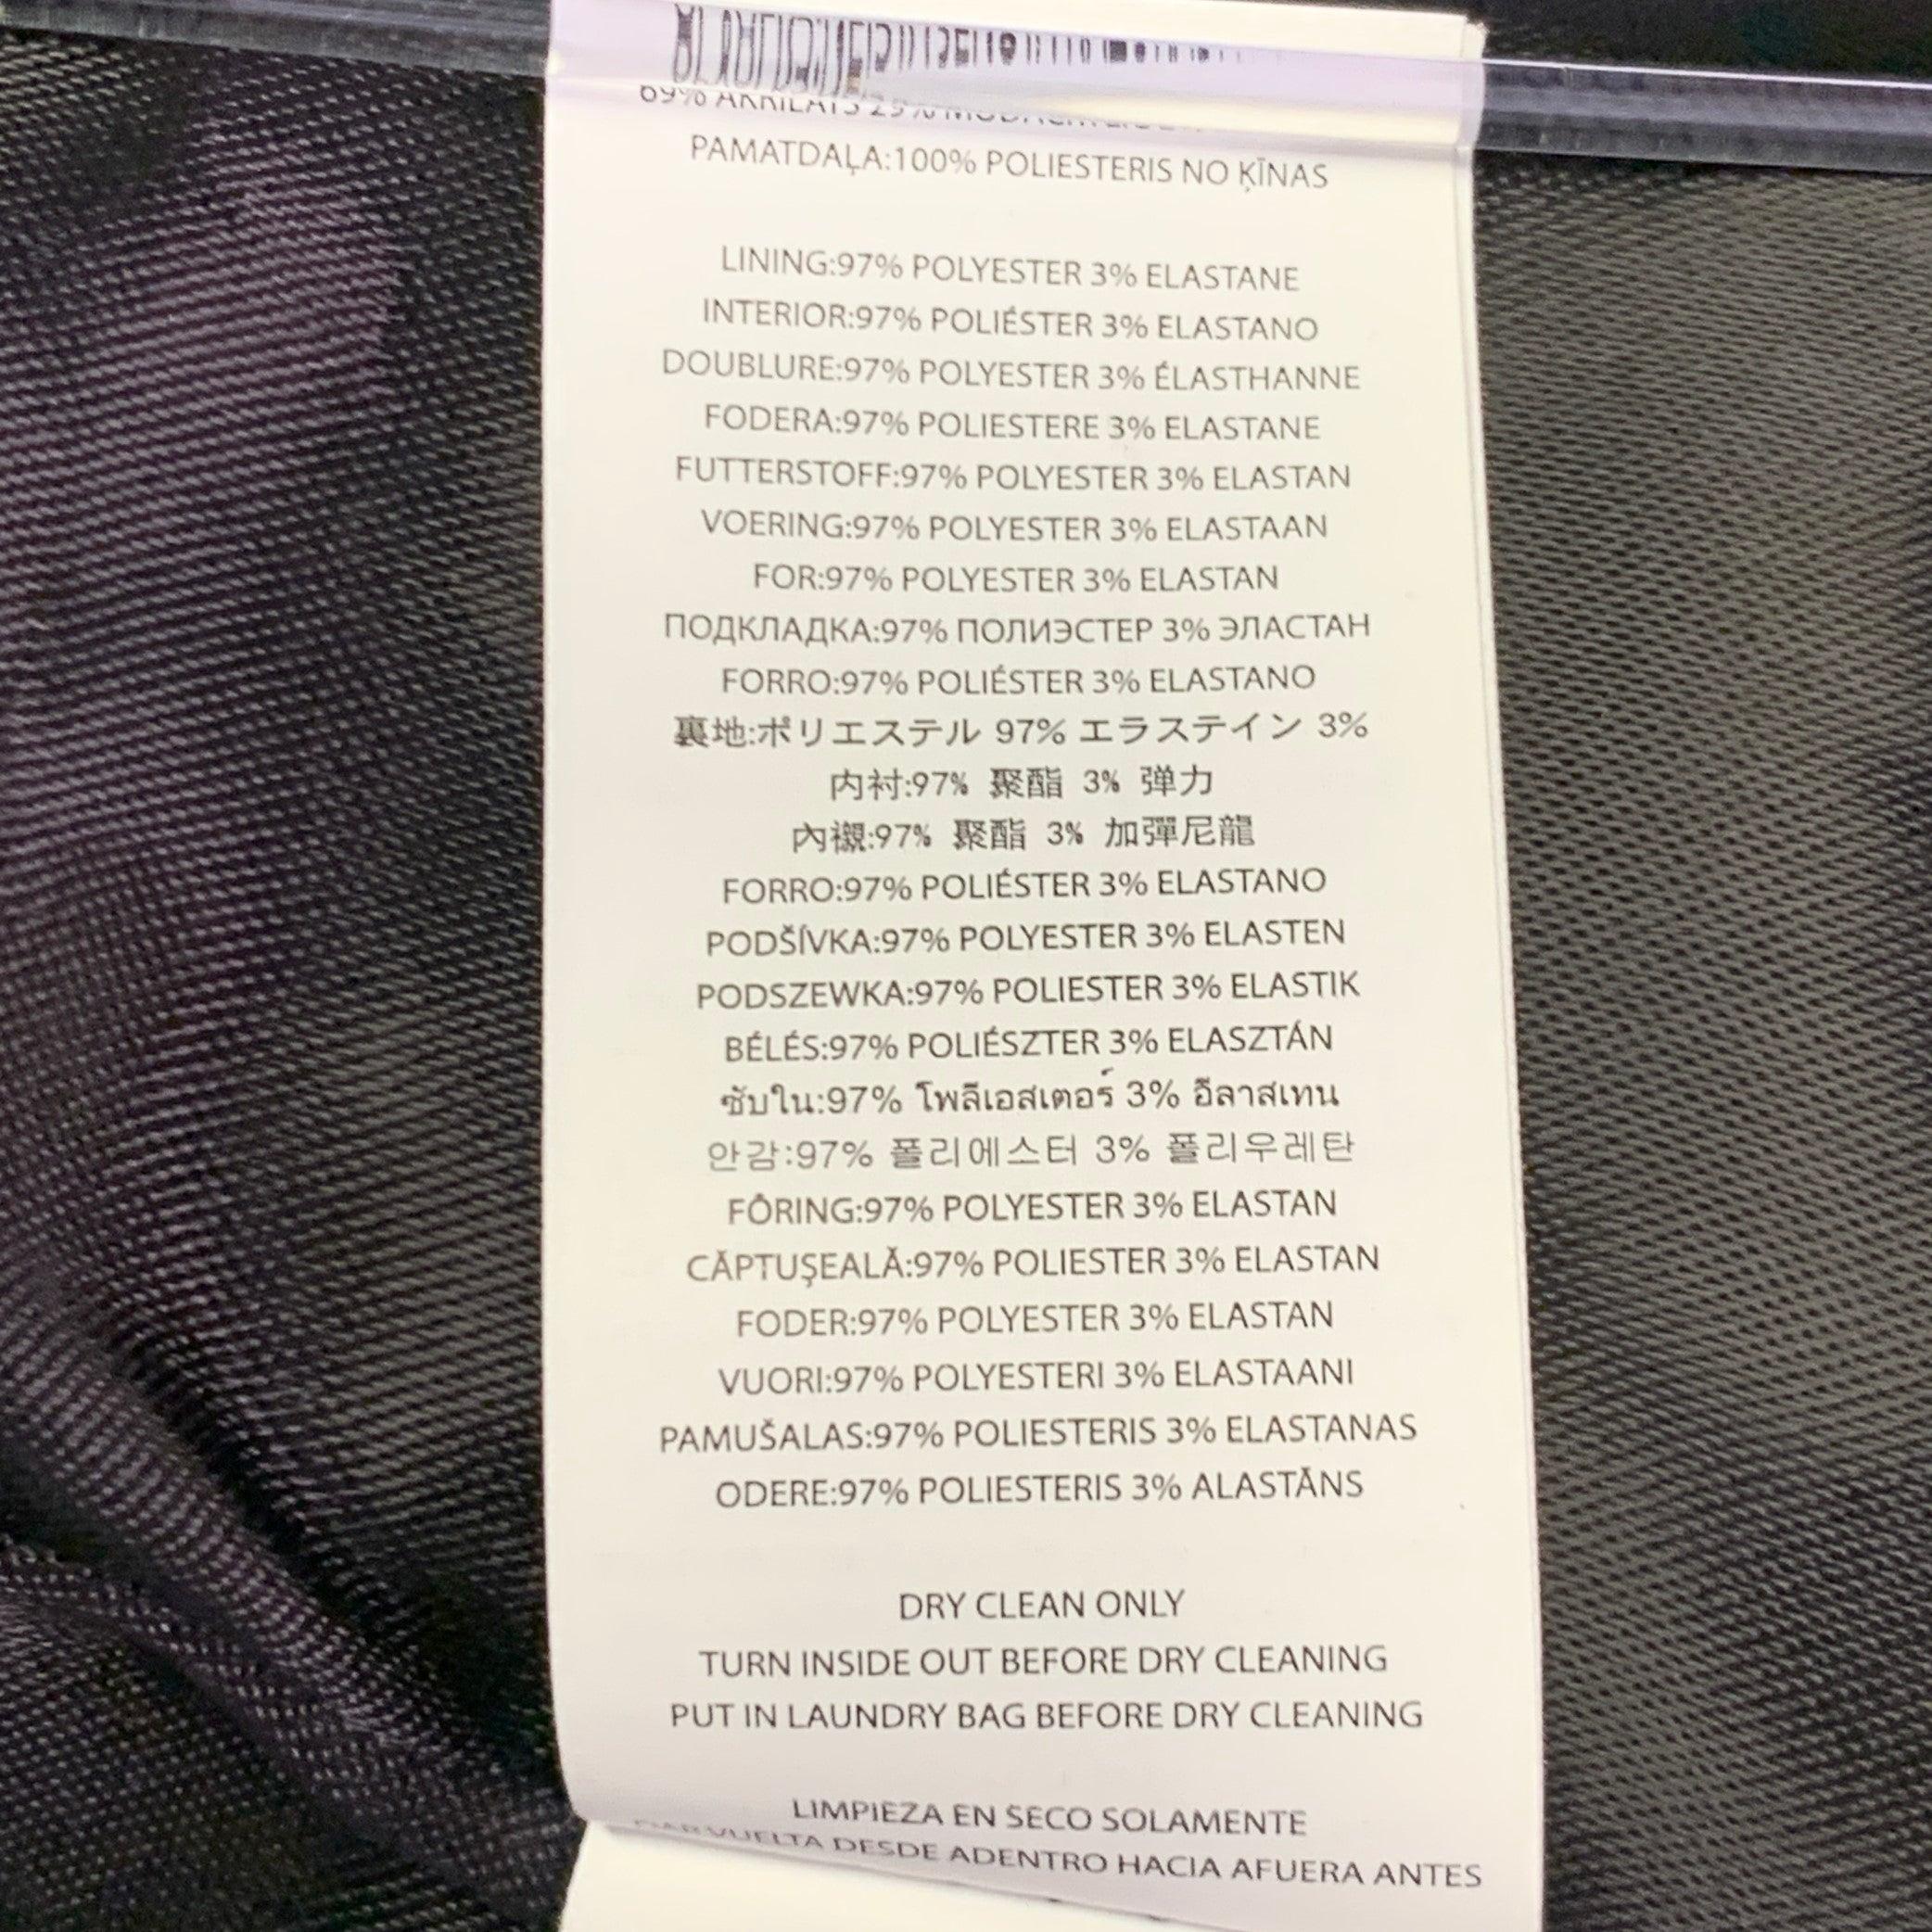 69% AKRILATS 25%
PAMATDAĻA:100% POLIESTERIS NO ĶĪNAS
LINING:97% POLYESTER 3% ELASTANE
INTERIOR:97% POLIÉSTER 3% ELASTANO
DOUBLURE:97% POLYESTER 3% ÉLASTHANNE
FODERA:97% POLIESTERE 3% ELASTANE
FUTTERSTOFF:97% POLYESTER 3% ELASTAN
VOERING:97% POLYESTER 3% ELASTAAN
FOR:97% POLYESTER 3% ELASTAN
ПОДКЛАДКА:97% ПОЛИЭСТЕР 3% ЭЛАСТАН
FORRO:97% POLIÉSTER 3% ELASTANO
裏地:ポリエステル 97% エラステイン 3%
内衬:97% 聚酯 3% 弹力
內襯:97% 聚酯 3% 加彈尼龍
FORRO:97% POLIÉSTER 3% ELASTANO
PODŠÍVKA:97% POLYESTER 3% ELASTEN
PODSZEWKA:97% POLIESTER 3% ELASTIK
BÉLÉS:97% POLIÉSZTER 3% ELASZTÁN
ซับใน:97% โพลีเอสเตอร์ 3% อีลาสเทน
안감:97% 폴리에스터 3% 폴리우레탄
FÔRING:97% POLYESTER 3% ELASTAN
CĂPTUŞEALĂ:97% POLIESTER 3% ELASTAN
FODER:97% POLYESTER 3% ELASTAN
VUORI:97% POLYESTERI 3% ELASTAANI
PAMUŠALAS:97% POLIESTERIS 3% ELASTANAS
ODERE:97% POLIESTERIS 3% ALASTĀNS
DRY CLEAN ONLY
TURN INSIDE OUT BEFORE DRY CLEANING
PUT IN LAUNDRY BAG BEFORE DRY CLEANING
LIMPIEZA EN SECO SOLAMENTE
VUELTA DESDE ADENTRO HACIA AFUERA ANTES